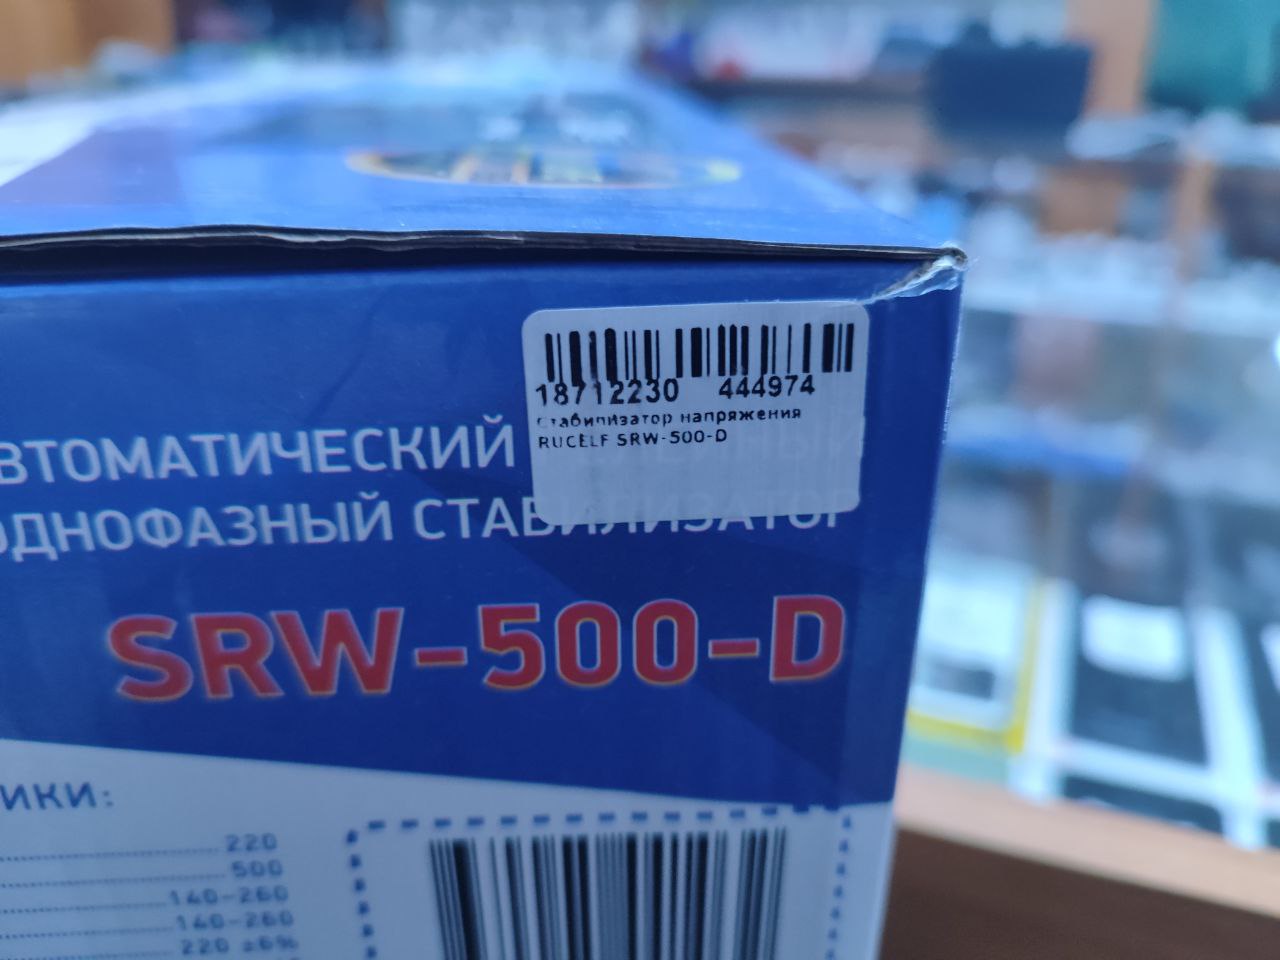 18712230 444974
Стабилизатор напряжения
RUCELF SRW-500-D
ВТОМАТИЧЕСКИЙ
ОДНОФАЗНЫЙ СТАБИЛИЗАТОР
SRW-500-D
ИКИ:
220
500
140-260
140-260
220 ±6%